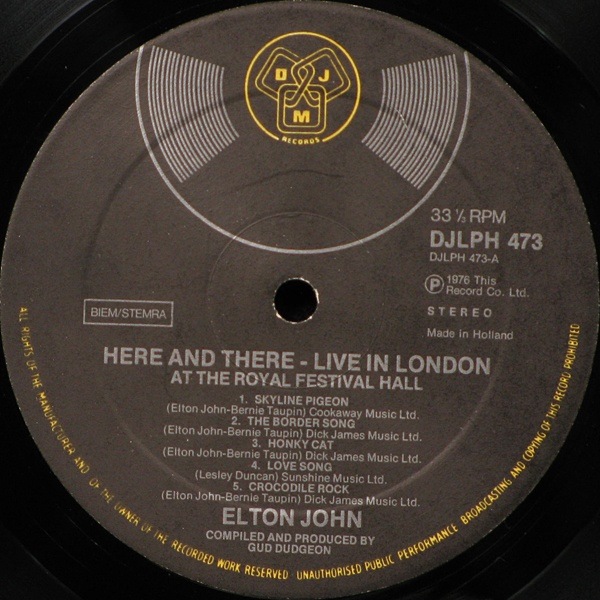 D J
M
RECORDS
33 ⅓ RPM
DJLPH 473
DJLPH 473-A
Ⓟ 1976 This
Record Co. Ltd.
STEREO
Made in Holland
BIEM/STEMRA
HERE AND THERE - LIVE IN LONDON
AT THE ROYAL FESTIVAL HALL
1. SKYLINE PIGEON
(Elton John-Bernie Taupin) Cookaway Music Ltd.
2. THE BORDER SONG
(Elton John-Bernie Taupin) Dick James Music Ltd.
3. HONKY CAT
(Elton John-Bernie Taupin) Dick James Music Ltd.
4. LOVE SONG
(Lesley Duncan) Sunshine Music Ltd.
5. CROCODILE ROCK
(Elton John-Bernie Taupin) Dick James Music Ltd.
ELTON JOHN
COMPILED AND PRODUCED BY
GUD DUDGEON
ALL RIGHTS OF THE MANUFACTURER AND OF THE OWNER OF THE RECORDED WORK RESERVED · UNAUTHORISED PUBLIC PERFORMANCE BROADCASTING AND COPYING OF THIS RECORD PROHIBITED